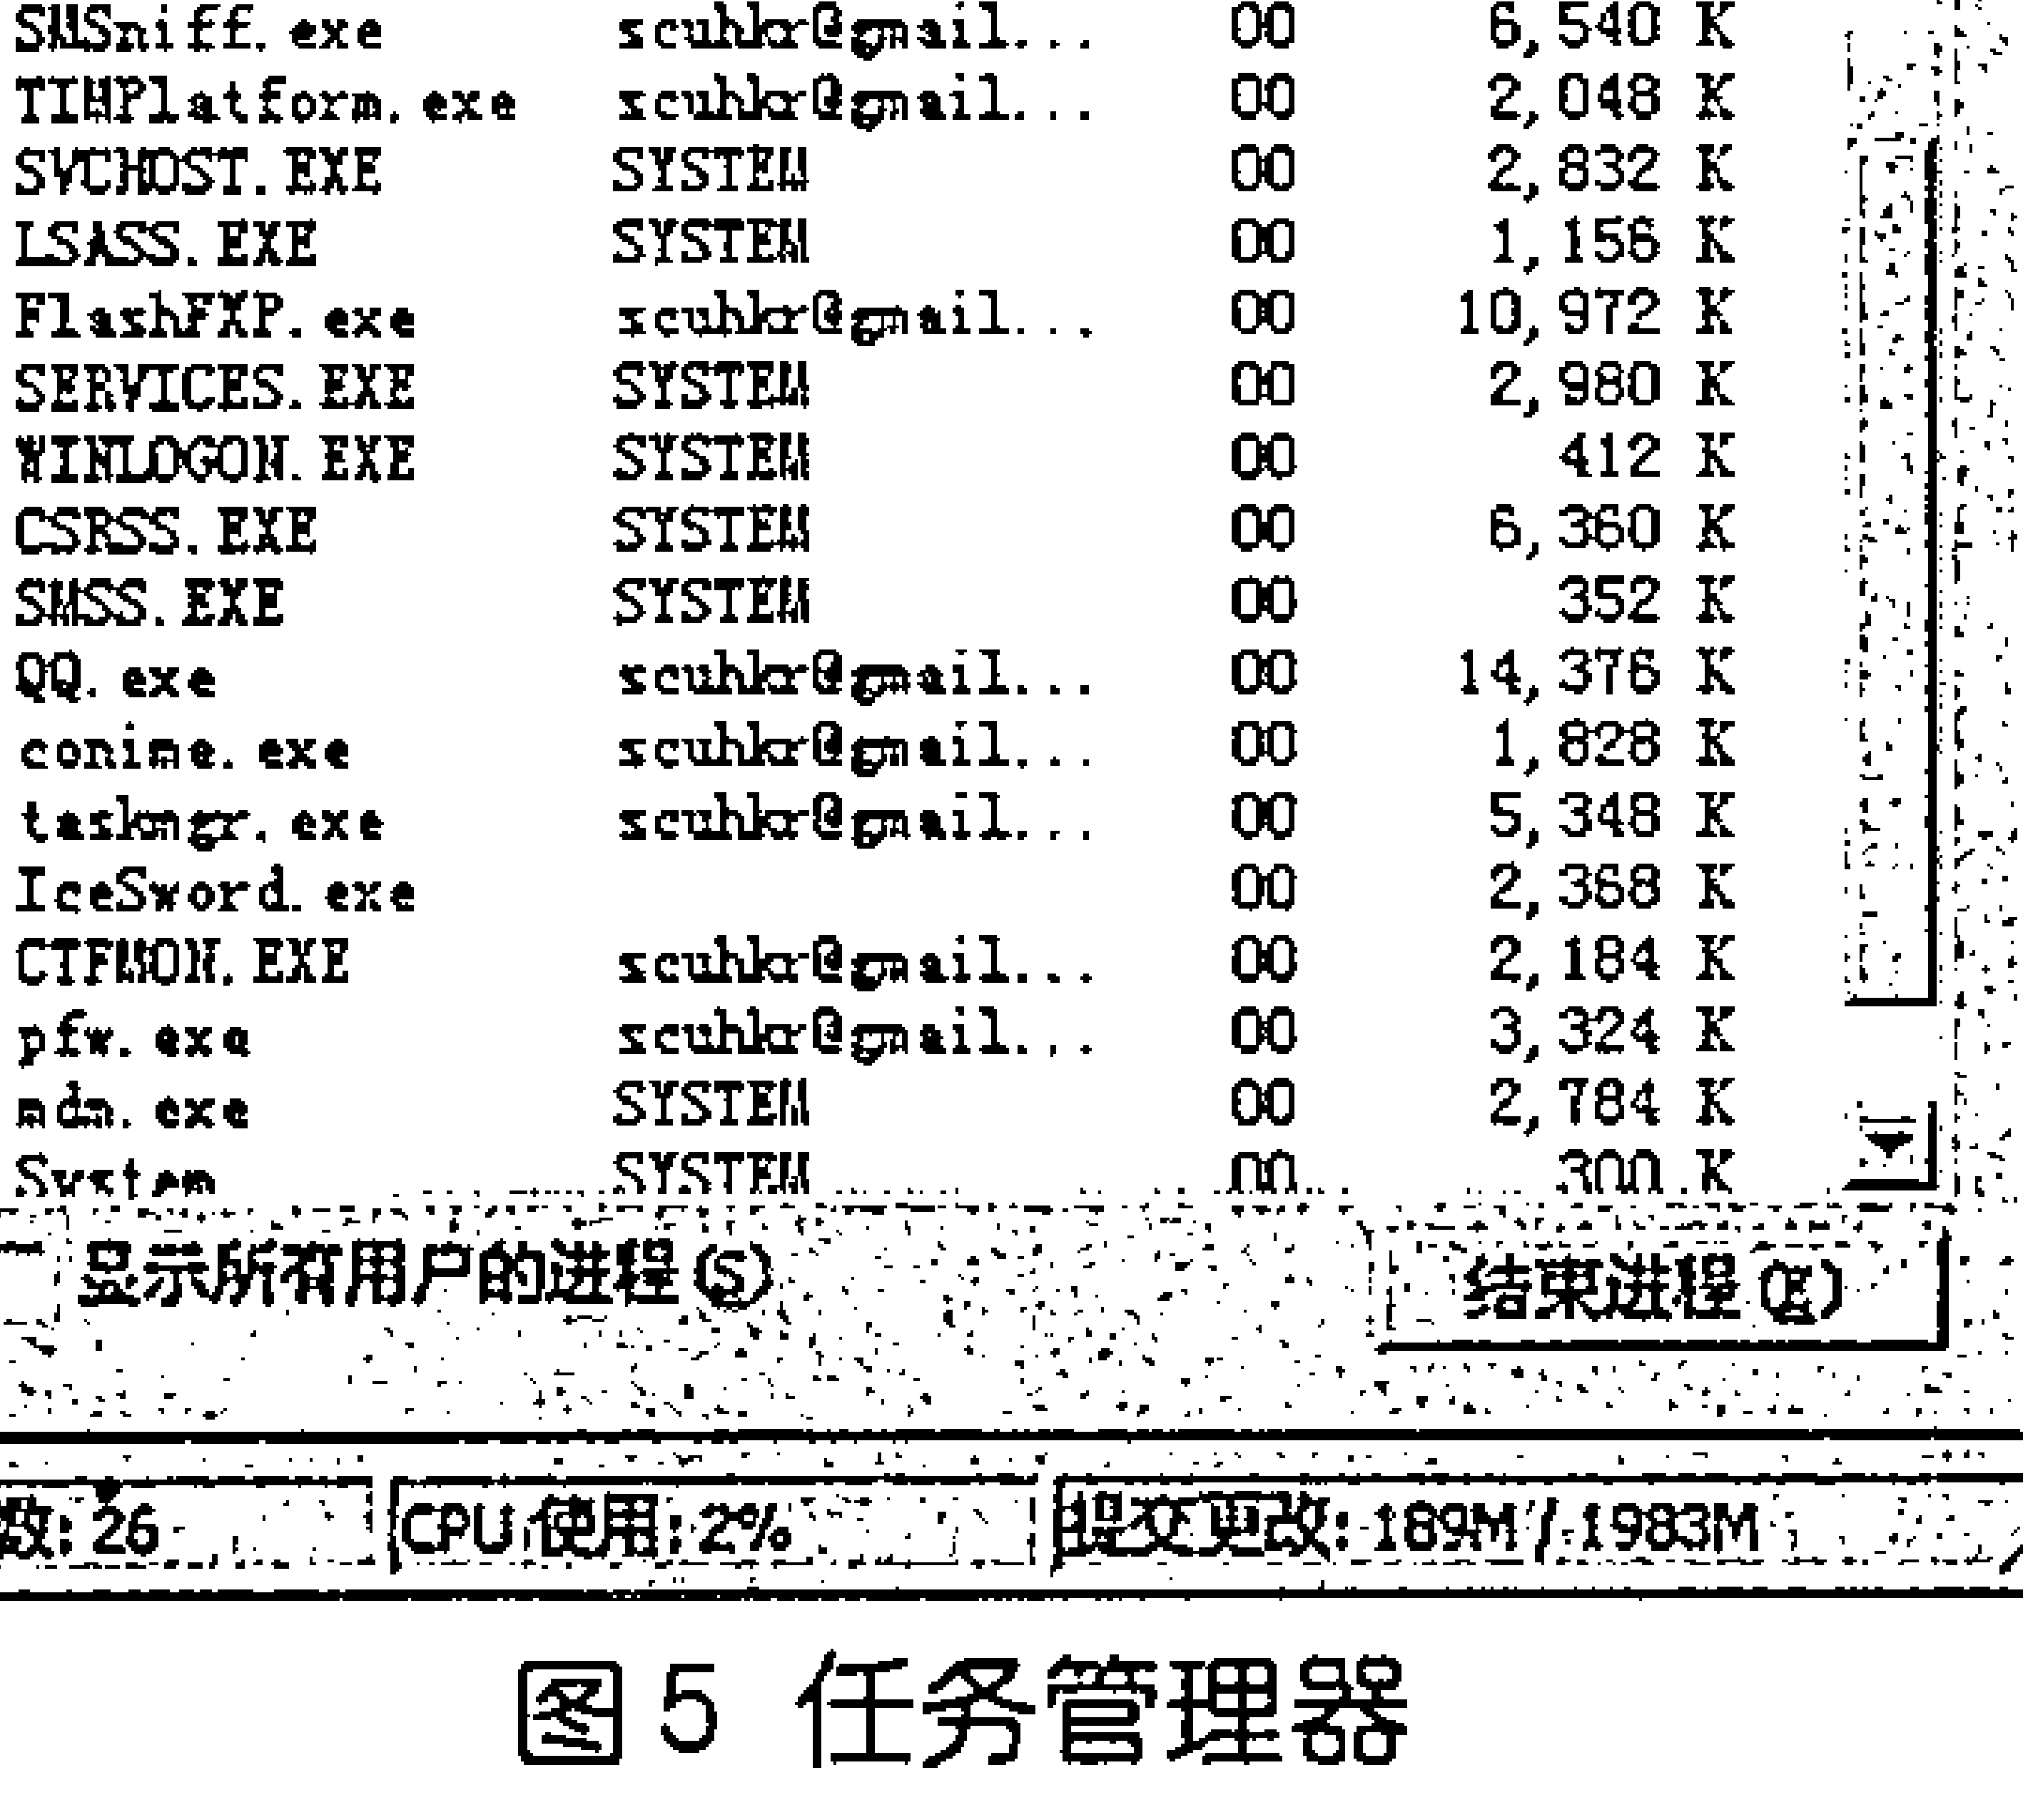 SMSniff.exe scuhkr@gmail... 00 6,540 K
TIMPlatform.exe scuhkr@gmail... 00 2,048 K
SVCHOST.EXE SYSTEM 00 2,832 K
LSASS.EXE SYSTEM 00 1,156 K
FlashFXP.exe scuhkr@gmail... 00 10,972 K
SERVICES.EXE SYSTEM 00 2,980 K
WINLOGON.EXE SYSTEM 00 412 K
CSRSS.EXE SYSTEM 00 6,360 K
SMSS.EXE SYSTEM 00 352 K
QQ.exe scuhkr@gmail... 00 14,376 K
conime.exe scuhkr@gmail... 00 1,828 K
taskmgr.exe scuhkr@gmail... 00 5,348 K
IceSword.exe 00 2,368 K
CTFMON.EXE scuhkr@gmail... 00 2,184 K
pfw.exe scuhkr@gmail... 00 3,324 K
mdm.exe SYSTEM 00 2,784 K
System SYSTEM 00 300 K
显示所有用户的进程(S) 结束进程(E)
数: 26 CPU 使用: 2% 提交更改: 189M / 1983M
图5 任务管理器